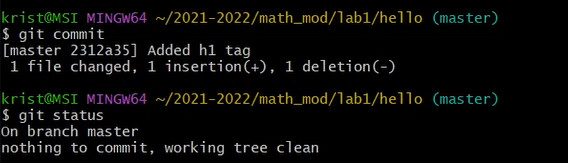 krist@MSI MINGW64 ~/2021-2022/math_mod/lab1/hello (master)
$ git commit
[master 2312a35] Added h1 tag
 1 file changed, 1 insertion(+), 1 deletion(-)
krist@MSI MINGW64 ~/2021-2022/math_mod/lab1/hello (master)
$ git status
On branch master
nothing to commit, working tree clean